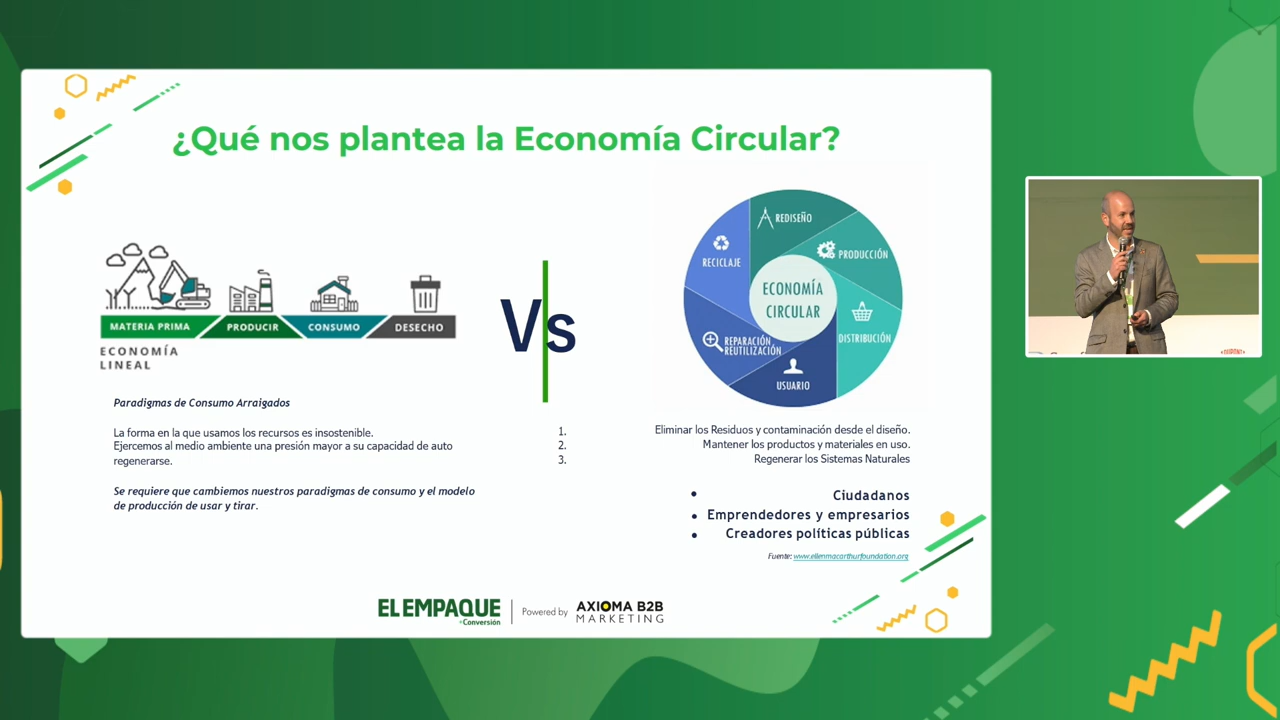 ¿Qué nos plantea la Economía Circular?
MATERIA PRIMA
PRODUCIR
CONSUMO
DESECHO
ECONOMÍA
LINEAL
Paradigmas de Consumo Arraigados
La forma en la que usamos los recursos es insostenible.
Ejercemos al medio ambiente una presión mayor a su capacidad de auto
regenerarse.
Se requiere que cambiemos nuestros paradigmas de consumo y el modelo
de producción de usar y tirar.
Vs
REDISEÑO
PRODUCCIÓN
DISTRIBUCIÓN
USUARIO
REPARACIÓN,
REUTILIZACIÓN
RECICLAJE
ECONOMÍA
CIRCULAR
1. Eliminar los Residuos y contaminación desde el diseño.
2. Mantener los productos y materiales en uso.
3. Regenerar los Sistemas Naturales
• Ciudadanos
• Emprendedores y empresarios
• Creadores políticas públicas
Fuente: www.ellenmacarthurfoundation.org
EL EMPAQUE
+Conversión
Powered by
AXIOMA B2B
MARKETING